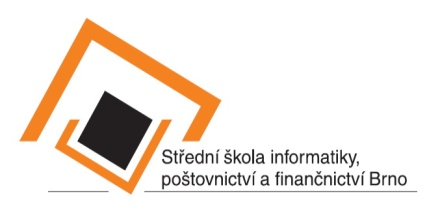 Střední škola informatiky,
poštovnictví a finančnictví Brno